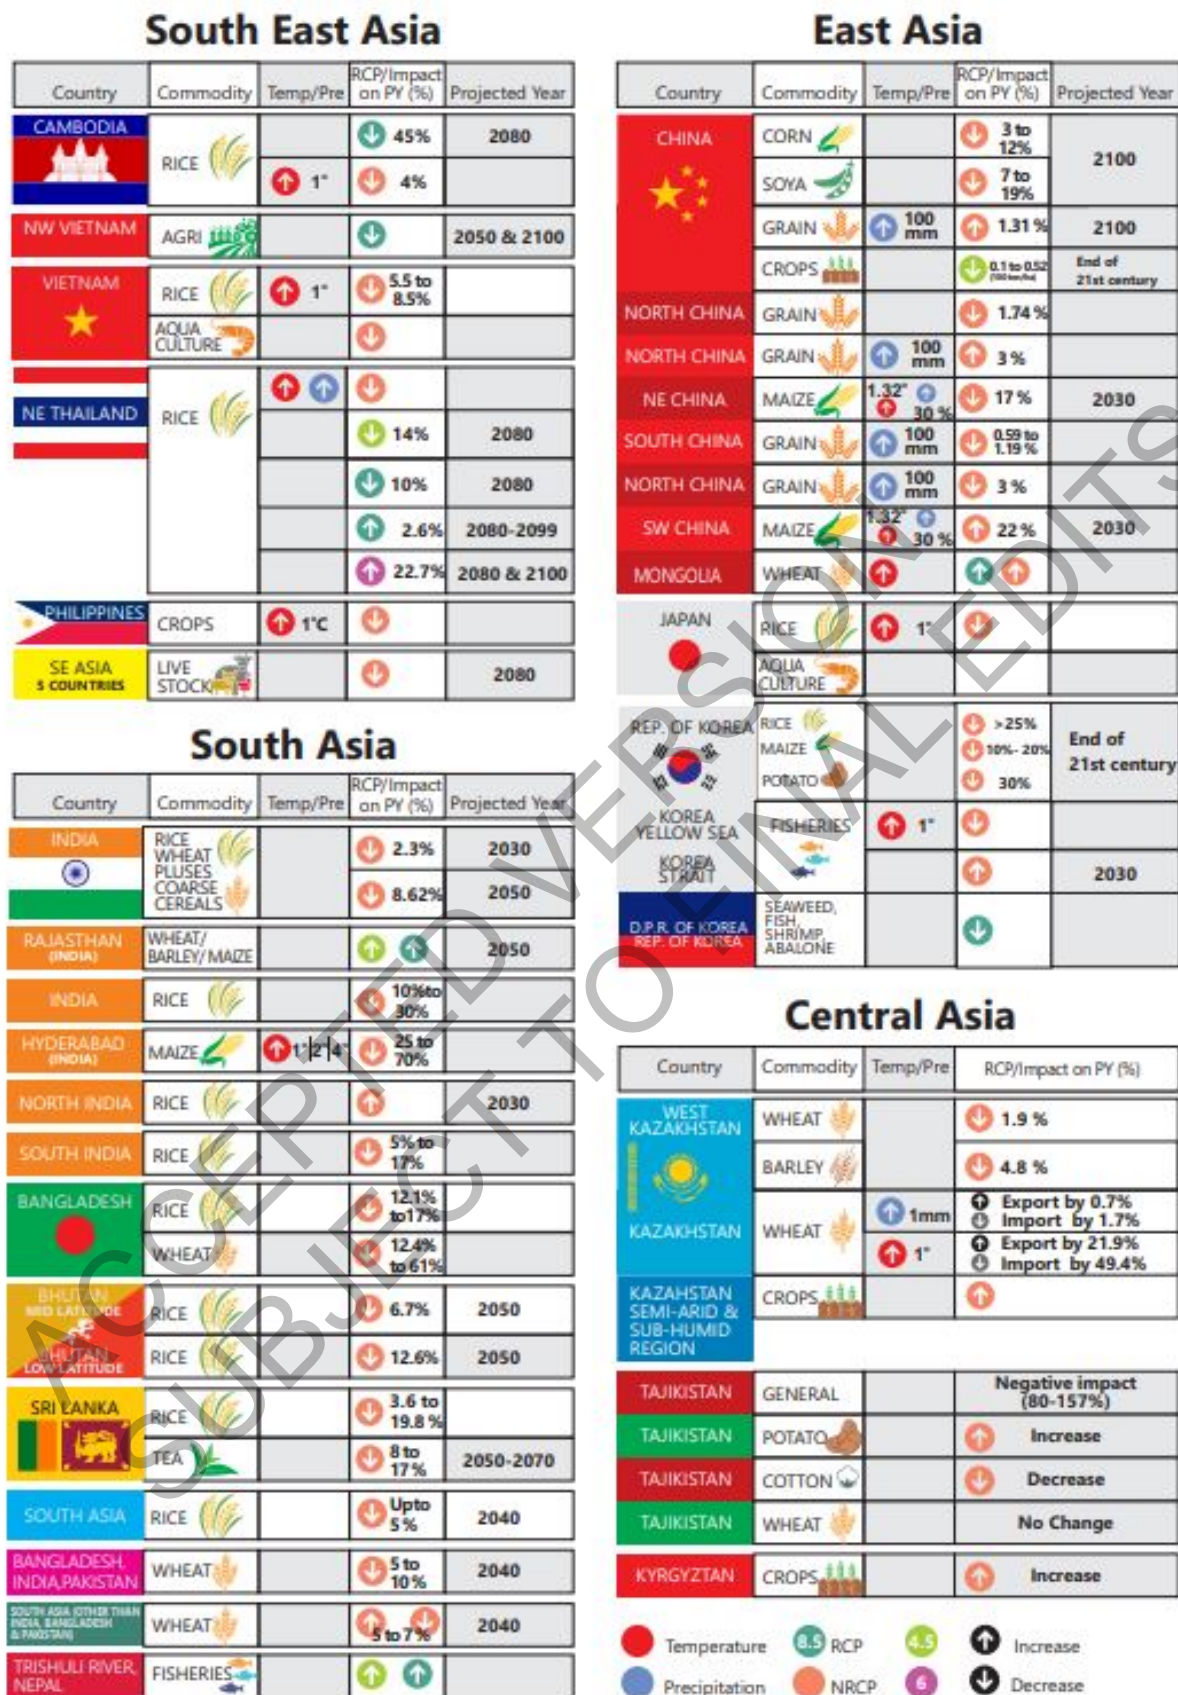 South East Asia
Country Commodity Temp/Pre RCP/Impact on PY (%) Projected Year
CAMBODIA
RICE
45% 2080
1° 4%
NW VIETNAM AGRI 2050 & 2100
VIETNAM
RICE 1° 5.5 to 8.5%
AQUA CULTURE
NE THAILAND RICE
14% 2080
10% 2080
2.6% 2080-2099
22.7% 2080 & 2100
PHILIPPINES CROPS 1°C
SE ASIA 5 COUNTRIES LIVE STOCK 2080
South Asia
Country Commodity Temp/Pre RCP/Impact on PY (%) Projected Year
INDIA
RICE
WHEAT
PLUSES
COARSE
CEREALS
2.3% 2030
8.62% 2050
RAJASTHAN (INDIA) WHEAT/ BARLEY/ MAIZE 2050
INDIA RICE 10%to 30%
HYDERABAD (INDIA) MAIZE 1°|2°|4° 25 to 70%
NORTH INDIA RICE 2030
SOUTH INDIA RICE 5% to 17%
BANGLADESH
RICE 12.1% to17%
WHEAT 12.4% to 61%
BHUTAN MID LATITUDE RICE 6.7% 2050
BHUTAN LOW LATITUDE RICE 12.6% 2050
SRI LANKA
RICE 3.6 to 19.8 %
TEA 8 to 17 % 2050-2070
SOUTH ASIA RICE Upto 5 % 2040
BANGLADESH, INDIA,PAKISTAN WHEAT 5 to 10 % 2040
SOUTH ASIA (OTHER THAN INDIA, BANGLADESH & PAKISTAN) WHEAT 5 to 7 % 2040
TRISHULI RIVER, NEPAL FISHERIES
East Asia
Country Commodity Temp/Pre RCP/Impact on PY (%) Projected Year
CHINA
CORN 3 to 12%
2100
SOYA 7 to 19%
GRAIN 100 mm 1.31 % 2100
CROPS 0.1 to 0.52 End of 21st century
NORTH CHINA GRAIN 1.74 %
NORTH CHINA GRAIN 100 mm 3 %
NE CHINA MAIZE 1.32° 30 % 17 % 2030
SOUTH CHINA GRAIN 100 mm 0.59 to 1.19 %
NORTH CHINA GRAIN 100 mm 3 %
SW CHINA MAIZE 1.32° 30 % 22 % 2030
MONGOLIA WHEAT
JAPAN
RICE 1°
AQUA CULTURE
REP. OF KOREA
RICE >25%
MAIZE 10%- 20%
POTATO 30%
End of 21st century
KOREA YELLOW SEA FISHERIES 1°
KOREA STRAIT 2030
D.P.R. OF KOREA
REP. OF KOREA
SEAWEED,
FISH,
SHRIMP,
ABALONE
Central Asia
Country Commodity Temp/Pre RCP/Impact on PY (%)
WEST KAZAKHSTAN
WHEAT 1.9 %
BARLEY 4.8 %
KAZAKHSTAN WHEAT
1mm Export by 0.7%
Import by 1.7%
1° Export by 21.9%
Import by 49.4%
KAZAHSTAN
SEMI-ARID &
SUB-HUMID
REGION
CROPS
TAJIKISTAN GENERAL Negative impact (80-157%)
TAJIKISTAN POTATO Increase
TAJIKISTAN COTTON Decrease
TAJIKISTAN WHEAT No Change
KYRGYZTAN CROPS Increase
Temperature 8.5 RCP 4.5 Increase
Precipitation NRCP 6 Decrease
ACCEPTED VERSION
SUBJECT TO FINAL EDITS